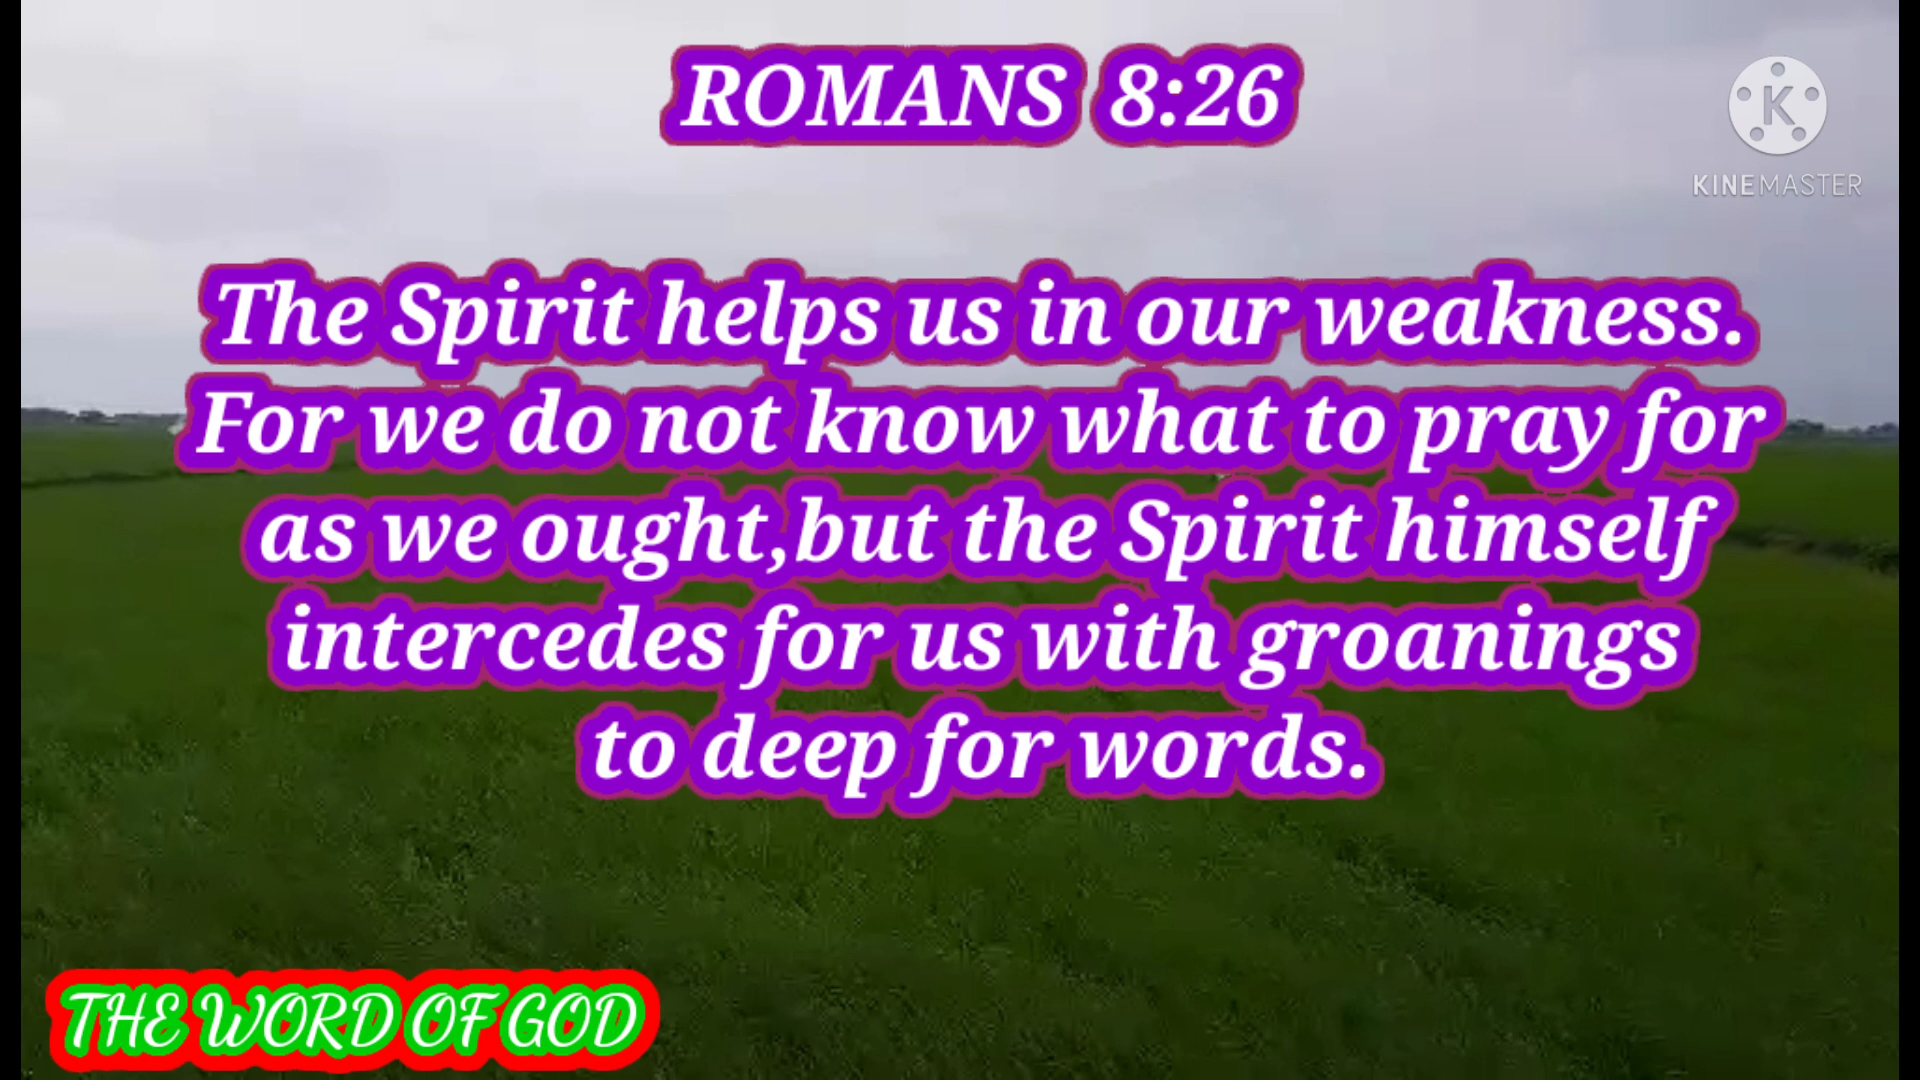 ROMANS 8:26
K
KINEMASTER
The Spirit helps us in our weakness.
For we do not know what to pray for
as we ought,but the Spirit himself
intercedes for us with groanings
to deep for words.
THE WORD OF GOD